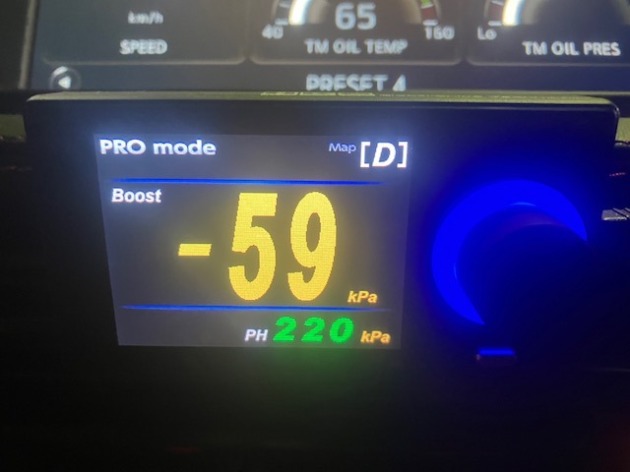 km/h
65
40 160 Lo
SPEED TM OIL TEMP TM OIL PRES
PRESET 4
PRO mode Map [D]
Boost
-59
kPa
PH 220 kPa